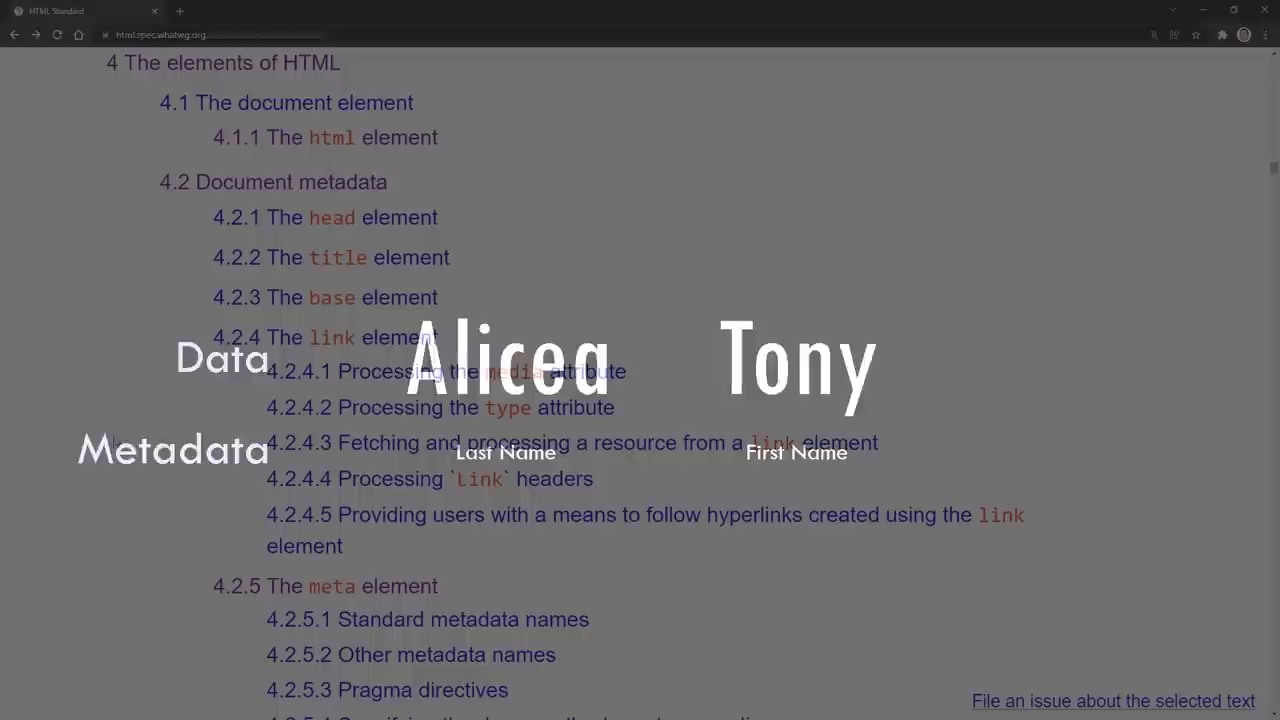 HTML Standard
html.spec.whatwg.org
4 The elements of HTML
4.1 The document element
4.1.1 The html element
4.2 Document metadata
4.2.1 The head element
4.2.2 The title element
4.2.3 The base element
4.2.4 The link element
Data Alicea Tony
4.2.4.1 Processing the media attribute
4.2.4.2 Processing the type attribute
4.2.4.3 Fetching and processing a resource from a link element
Metadata Last Name First Name
4.2.4.4 Processing `Link` headers
4.2.4.5 Providing users with a means to follow hyperlinks created using the link
element
4.2.5 The meta element
4.2.5.1 Standard metadata names
4.2.5.2 Other metadata names
4.2.5.3 Pragma directives
File an issue about the selected text